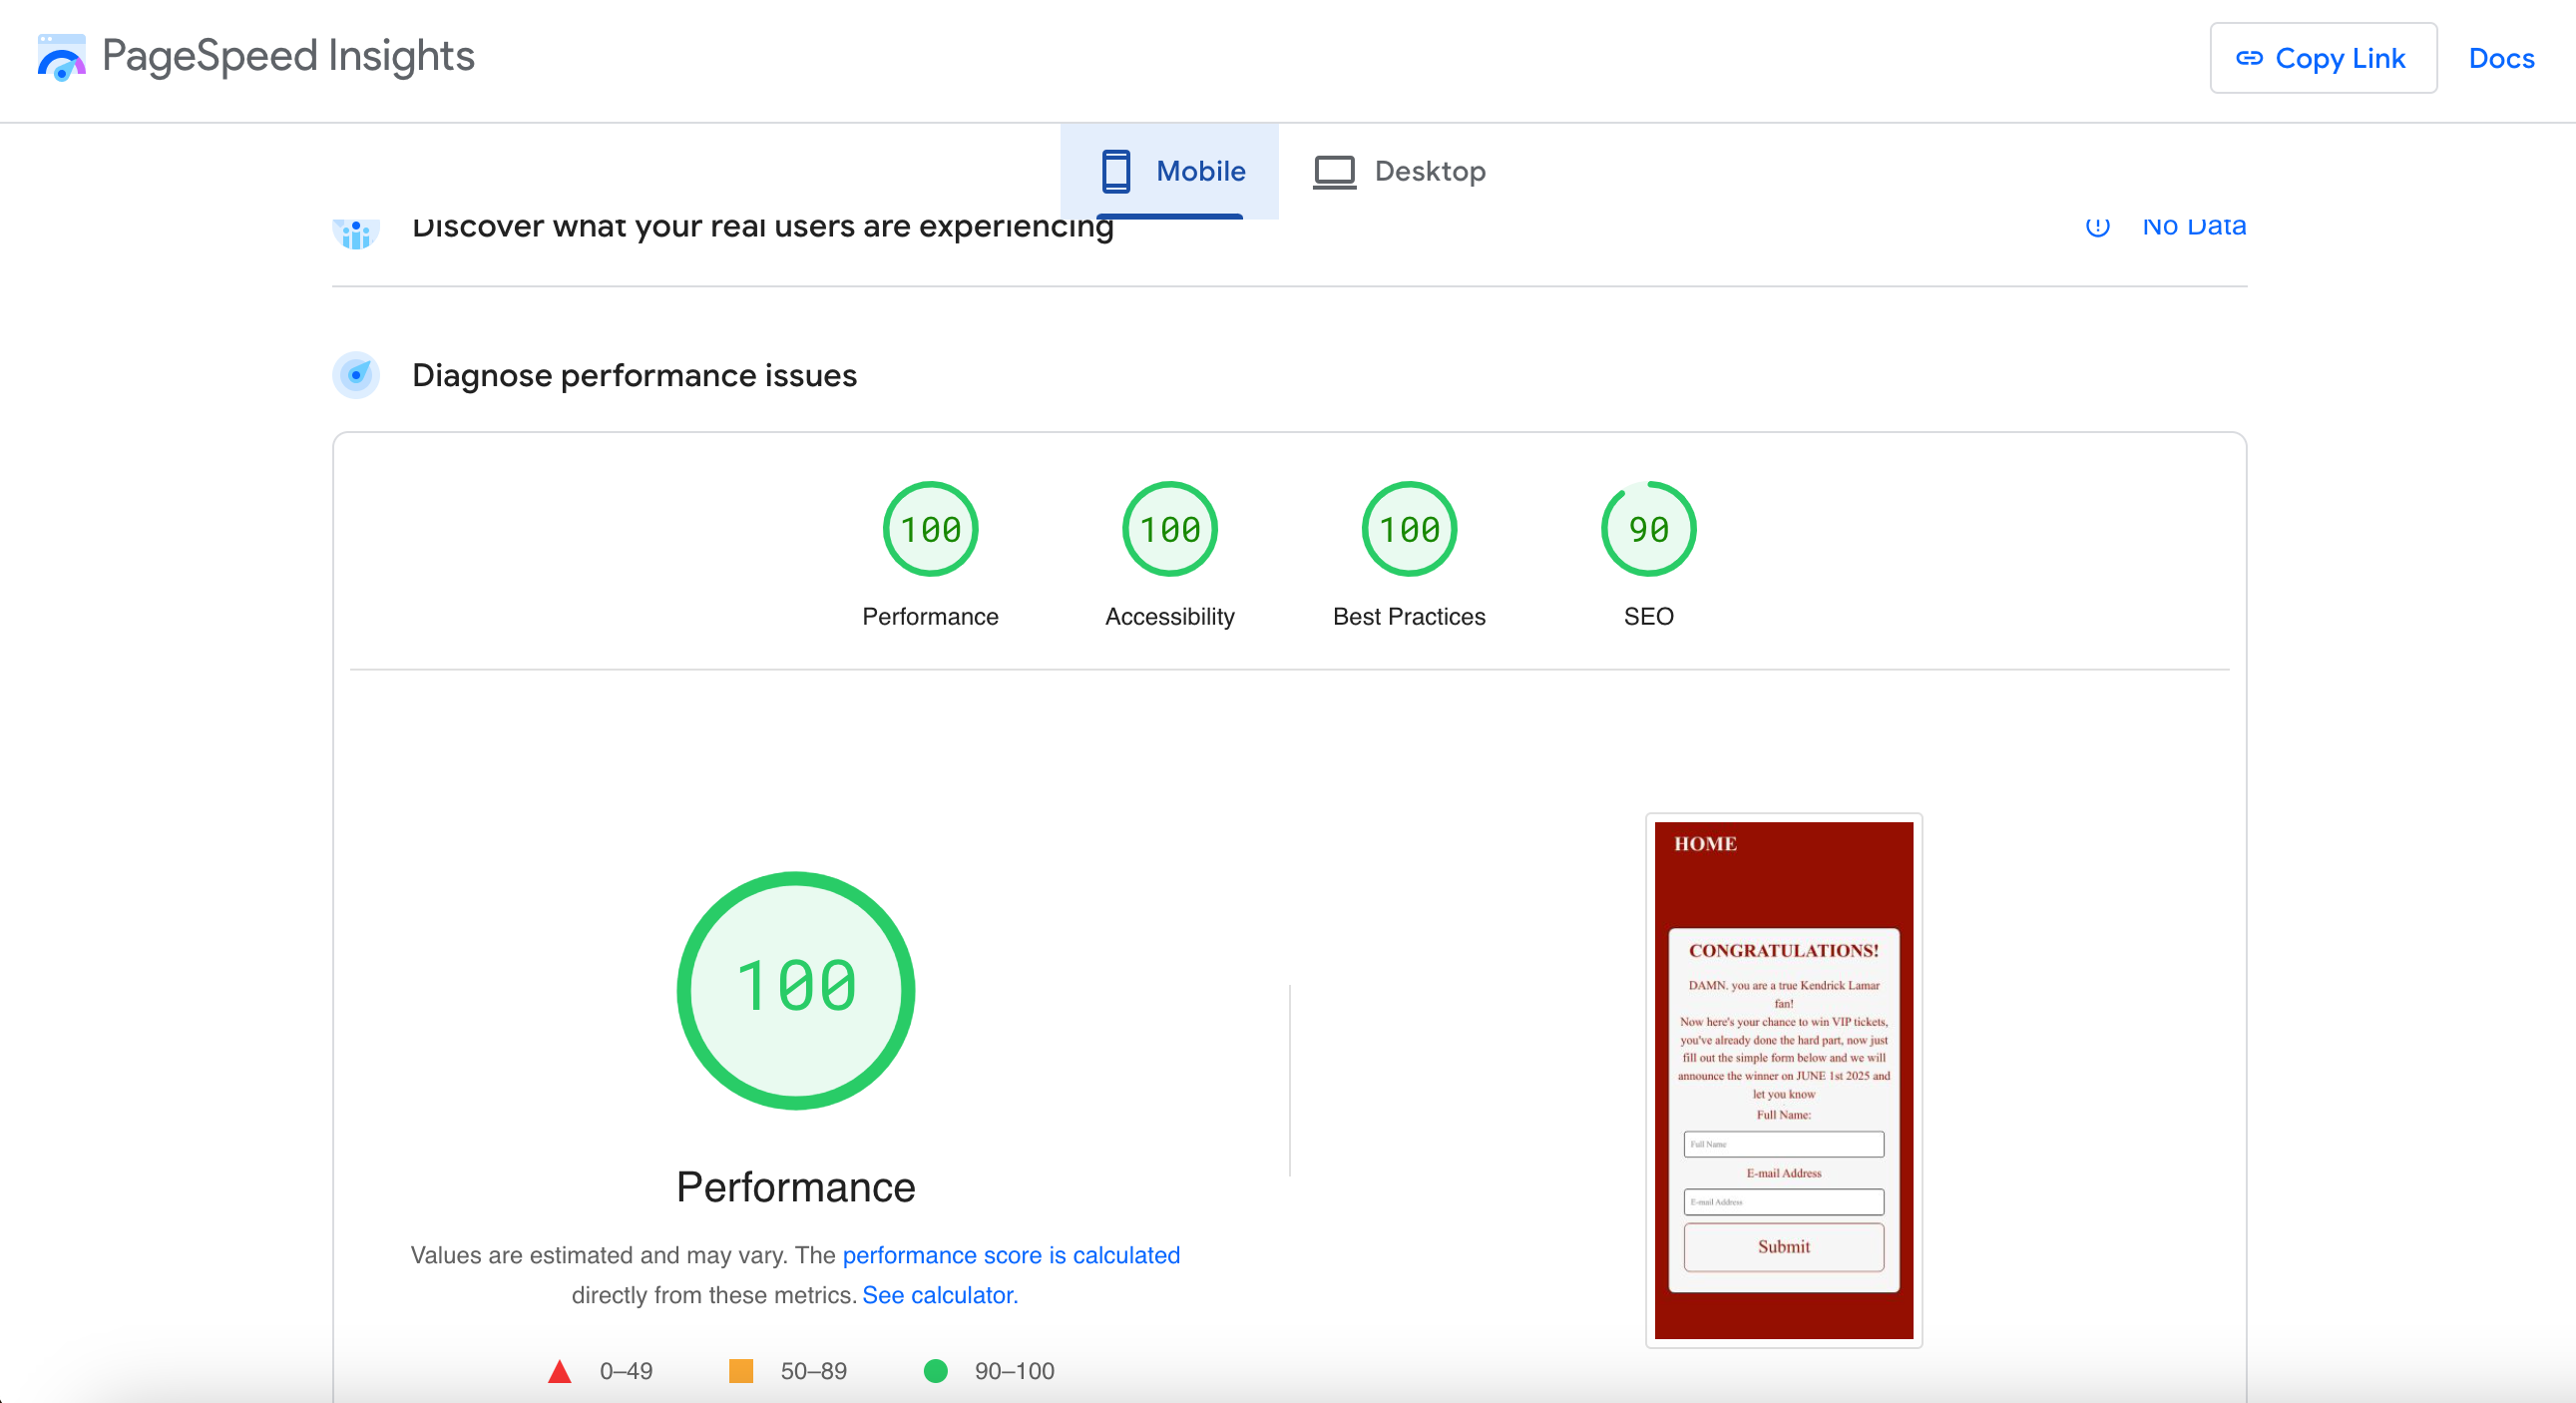 PageSpeed Insights
Copy Link
Docs
Mobile
Desktop
Discover what your real users are experiencing
No Data
Diagnose performance issues
100
100
100
90
Performance
Accessibility
Best Practices
SEO
100
Performance
Values are estimated and may vary. The performance score is calculated
directly from these metrics. See calculator.
0–49
50–89
90–100
HOME
CONGRATULATIONS!
DAMN. you are a true Kendrick Lamar
fan!
Now here's your chance to win VIP tickets,
you've already done the hard part, now just
fill out the simple form below and we will
announce the winner on JUNE 1st 2025 and
let you know
Full Name:
Full Name
E-mail Address
E-mail Address
Submit